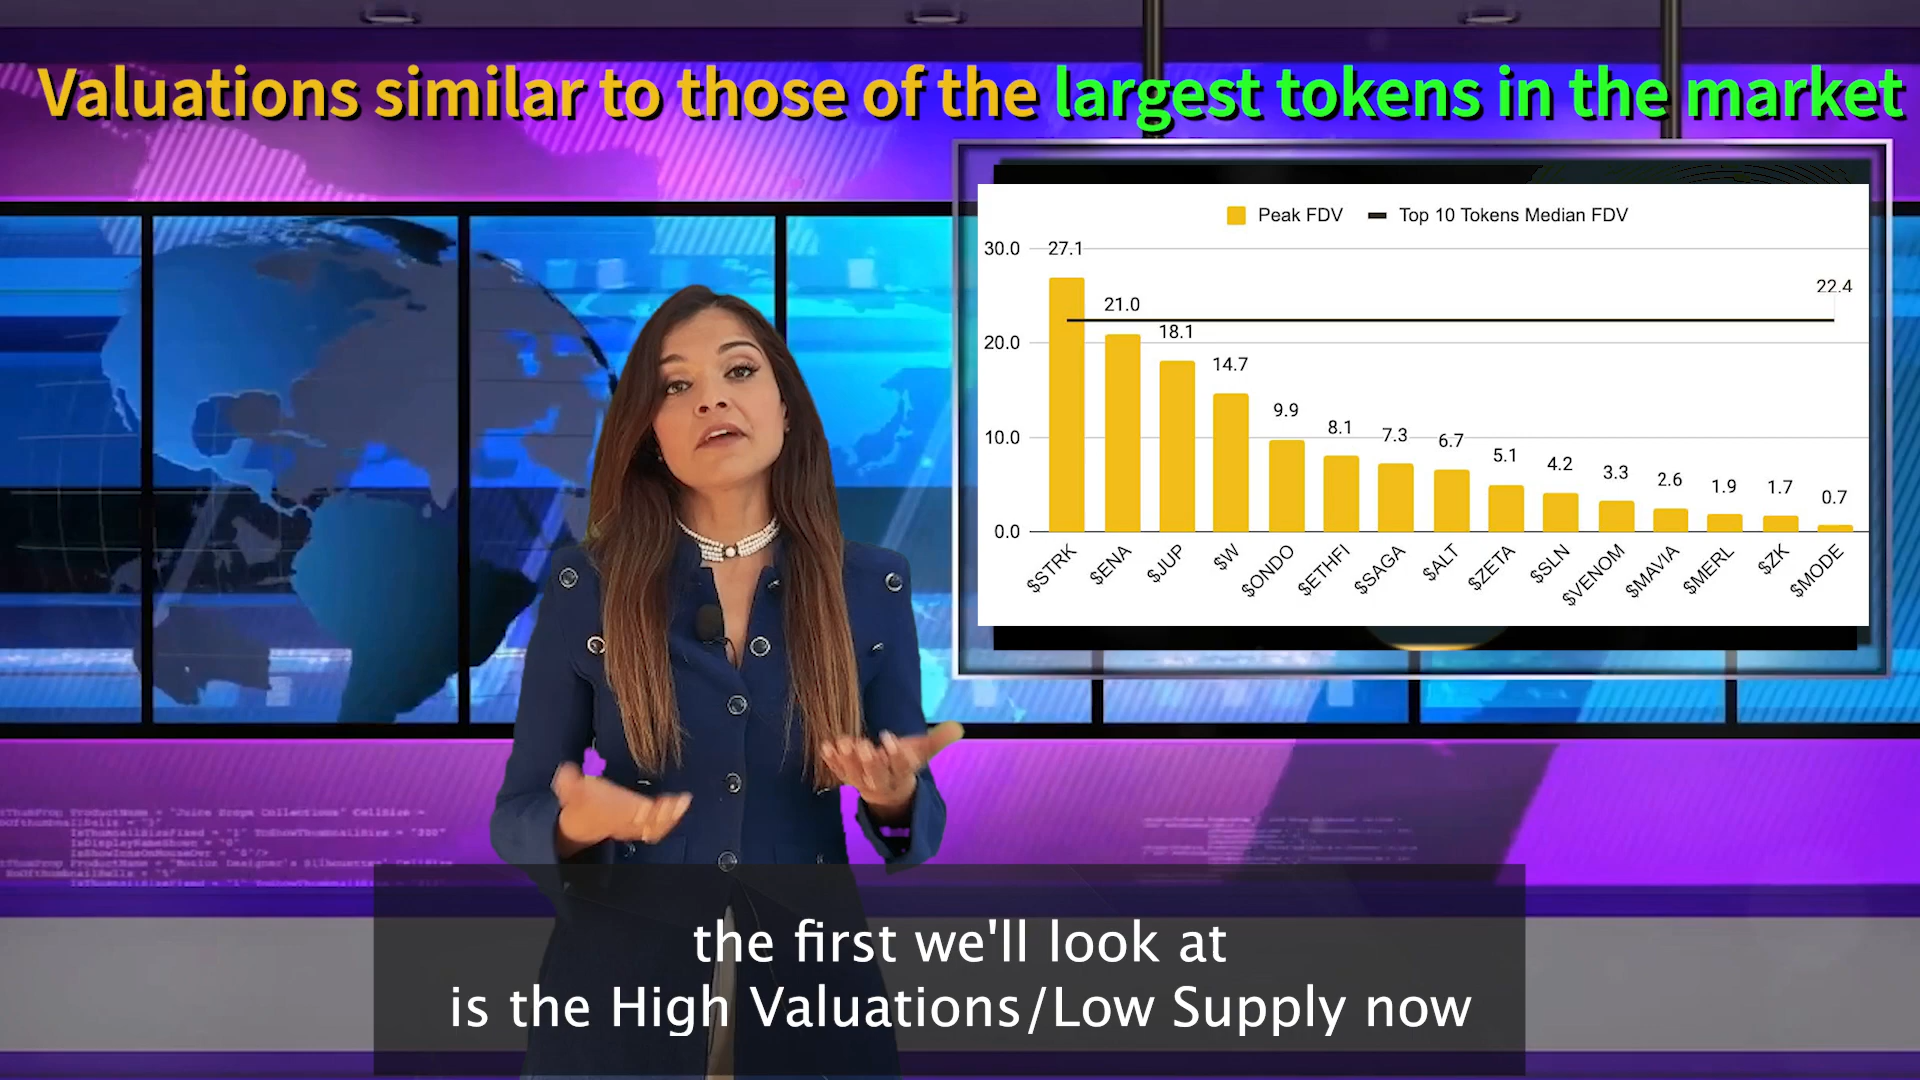 Valuations similar to those of the largest tokens in the market
Peak FDV Top 10 Tokens Median FDV
30.0
20.0
10.0
0.0
27.1
21.0
18.1
14.7
9.9
8.1
7.3
6.7
5.1
4.2
3.3
2.6
1.9
1.7
0.7
22.4
$STRK
$ENA
$JUP
$W
$ONDO
$ETHFI
$SAGA
$ALT
$ZETA
$SLN
$VENOM
$MAVIA
$MERL
$ZK
$MODE
the first we'll look at
is the High Valuations/Low Supply now